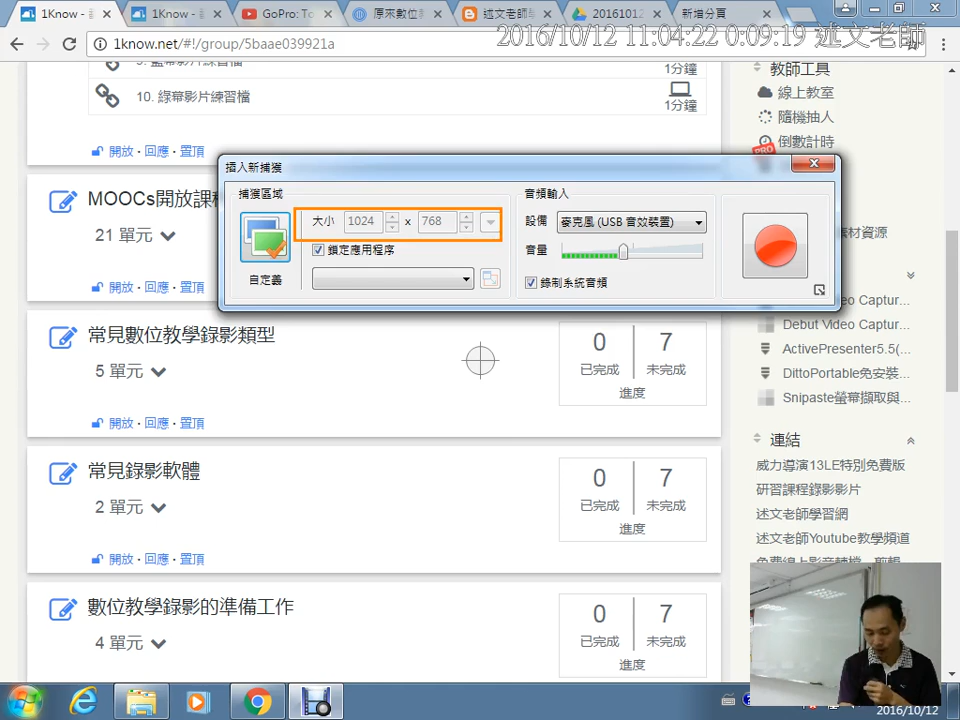 1Know -
1Know -
GoPro: To
原來數位
述文老師
20161012
新增分頁
1know.net/#!/group/5baae039921a
2016/10/12 11:04:22 0:09:19 述文老師
9. 藍幕影片練習檔
1分鐘
10. 綠幕影片練習檔
1分鐘
開放 · 回應 · 置頂
MOOCs開放課程
21 單元
開放 · 回應 · 置頂
常見數位教學錄影類型
5 單元
0 7
已完成 未完成
進度
開放 · 回應 · 置頂
常見錄影軟體
2 單元
0 7
已完成 未完成
進度
開放 · 回應 · 置頂
數位教學錄影的準備工作
4 單元
0 7
已完成 未完成
進度
插入新捕獲
捕獲區域
大小 1024 x 768
鎖定應用程序
自定義
音頻輸入
設備 麥克風 (USB 音效裝置)
音量
錄制系統音頻
教師工具
線上教室
隨機抽人
倒數計時
PRO
素材資源
eo Captur...
Debut Video Captur...
ActivePresenter5.5(...
DittoPortable免安裝...
Snipaste螢幕擷取與...
連結
威力導演13LE特別免費版
研習課程錄影影片
述文老師學習網
述文老師Youtube教學頻道
2016/10/12